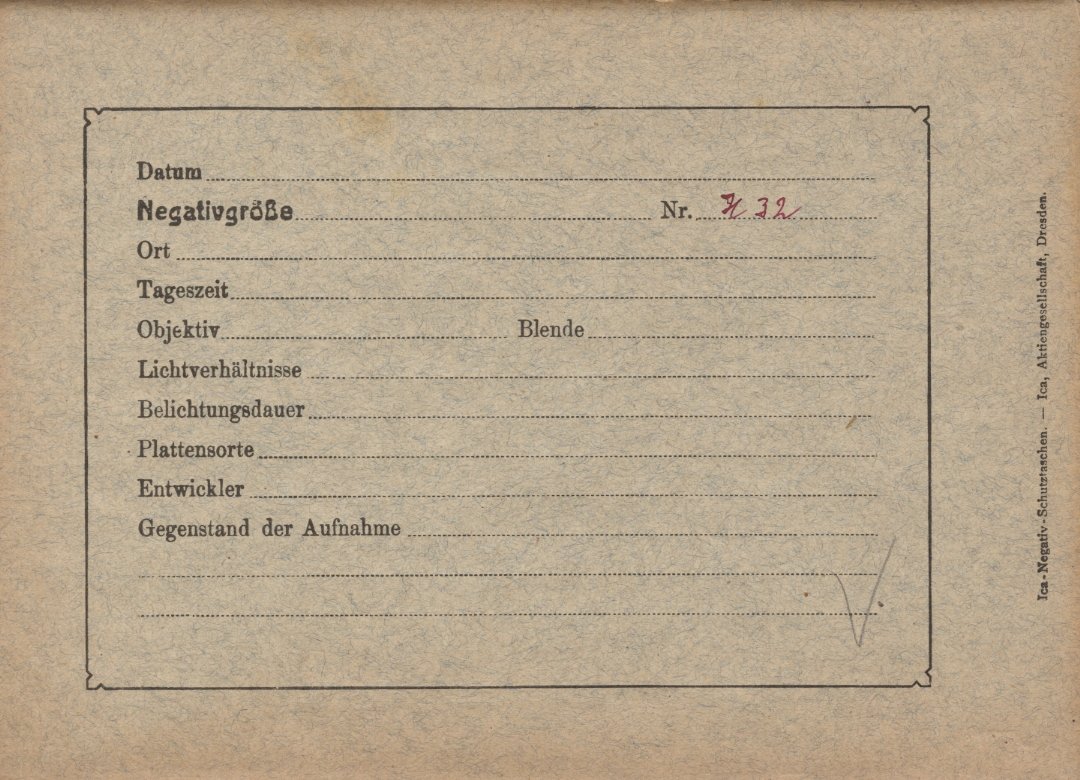 Datum
Negativgröße Nr. H 32
Ort
Tageszeit
Objektiv Blende
Lichtverhältnisse
Belichtungsdauer
Plattensorte
Entwickler
Gegenstand der Aufnahme
Ica-Negativ-Schutztaschen. — Ica, Aktiengesellschaft, Dresden.